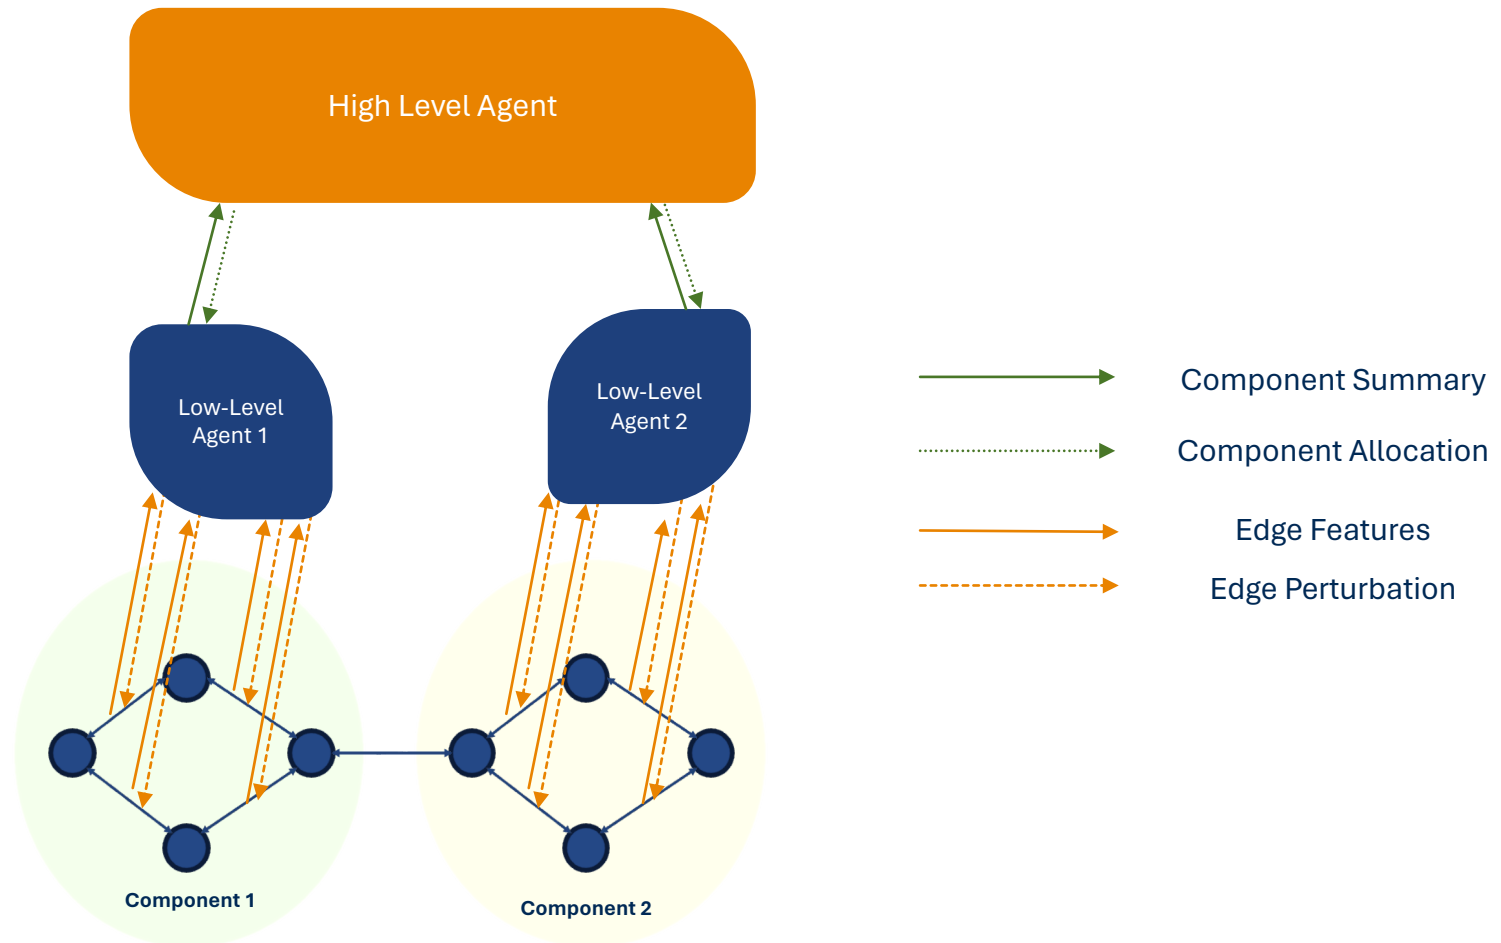 High Level Agent
Low-Level
Agent 1
Low-Level
Agent 2
Component Summary
Component Allocation
Edge Features
Edge Perturbation
Component 1
Component 2